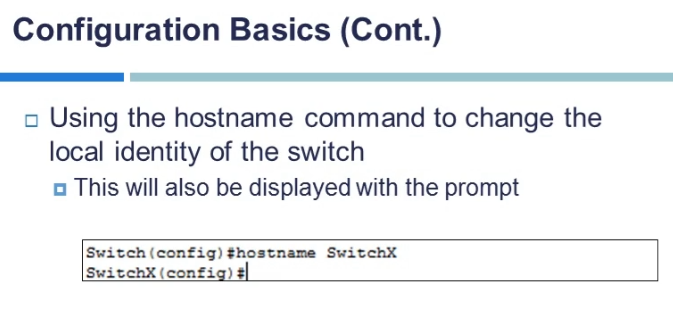 Configuration Basics (Cont.)
Using the hostname command to change the
local identity of the switch
This will also be displayed with the prompt
Switch(config)#hostname SwitchX
SwitchX(config)#